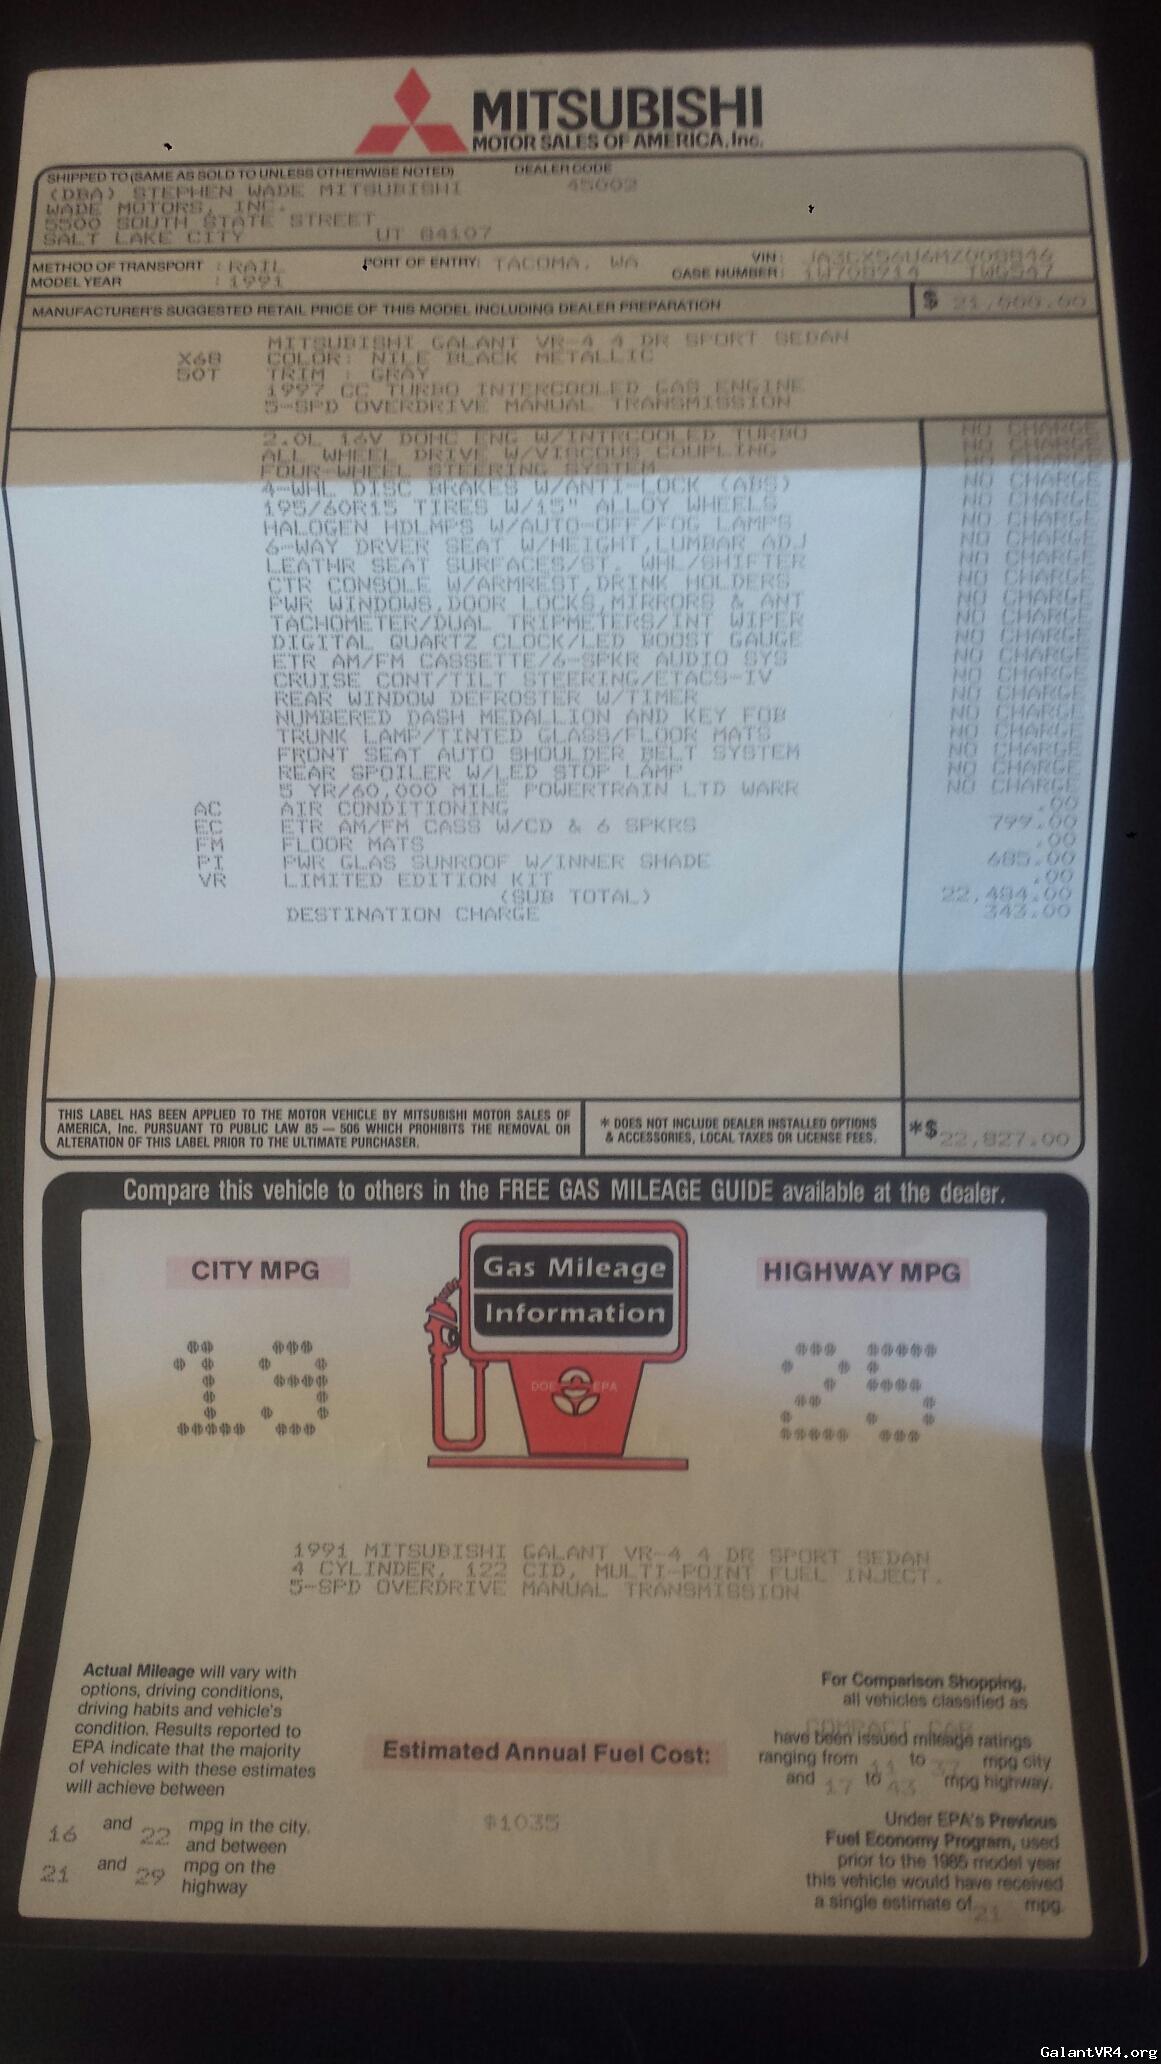 MITSUBISHI
MOTOR SALES OF AMERICA, Inc.
SHIPPED TO (SAME AS SOLD TO UNLESS OTHERWISE NOTED) DEALER CODE
(DBA) STEPHEN WADE MITSUBISHI 45002
WADE MOTORS, INC.
5500 SOUTH STATE STREET
SALT LAKE CITY UT 84107
METHOD OF TRANSPORT : RAIL PORT OF ENTRY: TACOMA, WA VIN:
MODEL YEAR : 1991 CASE NUMBER:
MANUFACTURER'S SUGGESTED RETAIL PRICE OF THIS MODEL INCLUDING DEALER PREPARATION $
MITSUBISHI GALANT VR-4 4 DR SPORT SEDAN
X68 COLOR: NILE BLACK METALLIC
50T TRIM : GRAY
1997 CC TURBO INTERCOOLED GAS ENGINE
5-SPD OVERDRIVE MANUAL TRANSMISSION
2.0L 16V DOHC ENG W/INTRCOOLED TURBO NO CHARGE
ALL WHEEL DRIVE W/VISCOUS COUPLING NO CHARGE
FOUR-WHEEL STEERING SYSTEM NO CHARGE
4-WHL DISC BRAKES W/ANTI-LOCK (ABS) NO CHARGE
195/60R15 TIRES W/15" ALLOY WHEELS NO CHARGE
HALOGEN HDLMPS W/AUTO-OFF/FOG LAMPS NO CHARGE
6-WAY DRVER SEAT W/HEIGHT,LUMBAR ADJ NO CHARGE
LEATHR SEAT SURFACES/ST. WHL/SHIFTER NO CHARGE
CTR CONSOLE W/ARMREST,DRINK HOLDERS NO CHARGE
PWR WINDOWS,DOOR LOCKS,MIRRORS & ANT NO CHARGE
TACHOMETER/DUAL TRIPMETERS/INT WIPER NO CHARGE
DIGITAL QUARTZ CLOCK/LED BOOST GAUGE NO CHARGE
ETR AM/FM CASSETTE/6-SPKR AUDIO SYS NO CHARGE
CRUISE CONT/TILT STEERING/ETACS-IV NO CHARGE
REAR WINDOW DEFROSTER W/TIMER NO CHARGE
NUMBERED DASH MEDALLION AND KEY FOB NO CHARGE
TRUNK LAMP/TINTED GLASS/FLOOR MATS NO CHARGE
FRONT SEAT AUTO SHOULDER BELT SYSTEM NO CHARGE
REAR SPOILER W/LED STOP LAMP NO CHARGE
5 YR/60,000 MILE POWERTRAIN LTD WARR NO CHARGE
AC AIR CONDITIONING .00
EC ETR AM/FM CASS W/CD & 6 SPKRS 799.00
FM FLOOR MATS .00
PI PWR GLAS SUNROOF W/INNER SHADE 685.00
VR LIMITED EDITION KIT .00
(SUB TOTAL) 22,484.00
DESTINATION CHARGE 343.00
THIS LABEL HAS BEEN APPLIED TO THE MOTOR VEHICLE BY MITSUBISHI MOTOR SALES OF
AMERICA, Inc. PURSUANT TO PUBLIC LAW 85 — 506 WHICH PROHIBITS THE REMOVAL OR
ALTERATION OF THIS LABEL PRIOR TO THE ULTIMATE PURCHASER.
* DOES NOT INCLUDE DEALER INSTALLED OPTIONS
& ACCESSORIES, LOCAL TAXES OR LICENSE FEES.
*$ 22,827.00
Compare this vehicle to others in the FREE GAS MILEAGE GUIDE available at the dealer.
CITY MPG
19
Gas Mileage
Information
DOE EPA
HIGHWAY MPG
25
1991 MITSUBISHI GALANT VR-4 4 DR SPORT SEDAN
4 CYLINDER, 122 CID, MULTI-POINT FUEL INJECT.
5-SPD OVERDRIVE MANUAL TRANSMISSION
Actual Mileage will vary with
options, driving conditions,
driving habits and vehicle's
condition. Results reported to
EPA indicate that the majority
of vehicles with these estimates
will achieve between
16 and 22 mpg in the city,
and between
21 and 29 mpg on the
highway
Estimated Annual Fuel Cost:
$1035
For Comparison Shopping,
all vehicles classified as
COMPACT CAR
have been issued mileage ratings
ranging from 11 to 37 mpg city
and 17 to 43 mpg highway.
Under EPA's Previous
Fuel Economy Program, used
prior to the 1985 model year
this vehicle would have received
a single estimate of 21 mpg.
GalantVR4.org